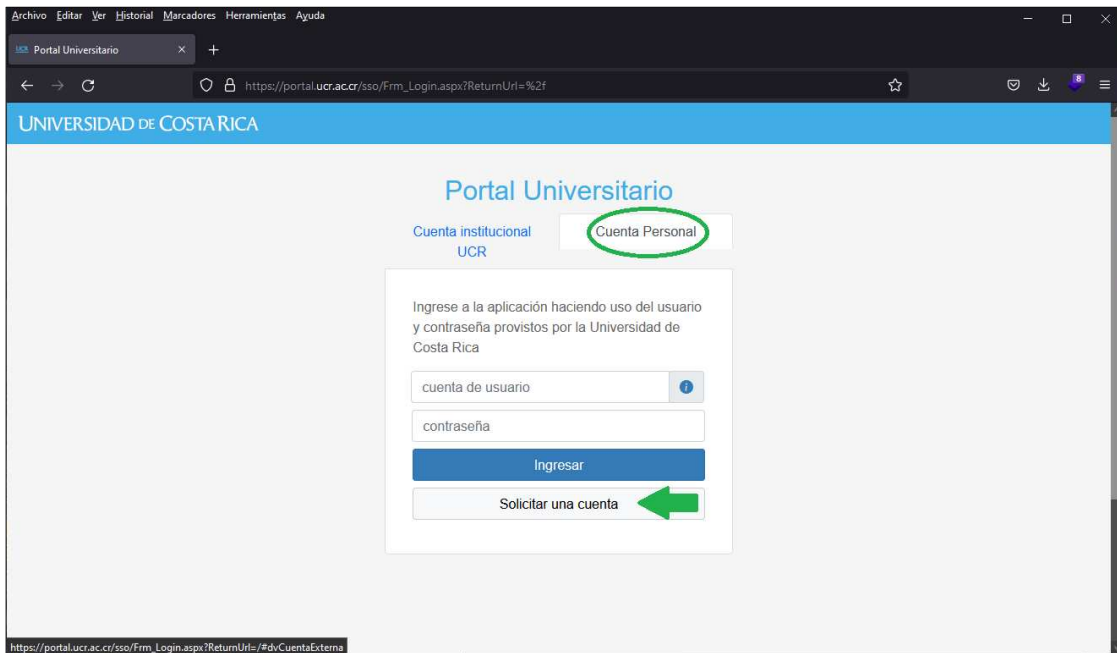 Archivo Editar Ver Historial Marcadores Herramientas Ayuda
UCR Portal Universitario
https://portal.ucr.ac.cr/sso/Frm_Login.aspx?ReturnUrl=%2f
8
UNIVERSIDAD DE COSTA RICA
Portal Universitario
Cuenta institucional
UCR
Cuenta Personal
Ingrese a la aplicación haciendo uso del usuario
y contraseña provistos por la Universidad de
Costa Rica
cuenta de usuario
contraseña
Ingresar
Solicitar una cuenta
https://portal.ucr.ac.cr/sso/Frm_Login.aspx?ReturnUrl=/#dvCuentaExterna